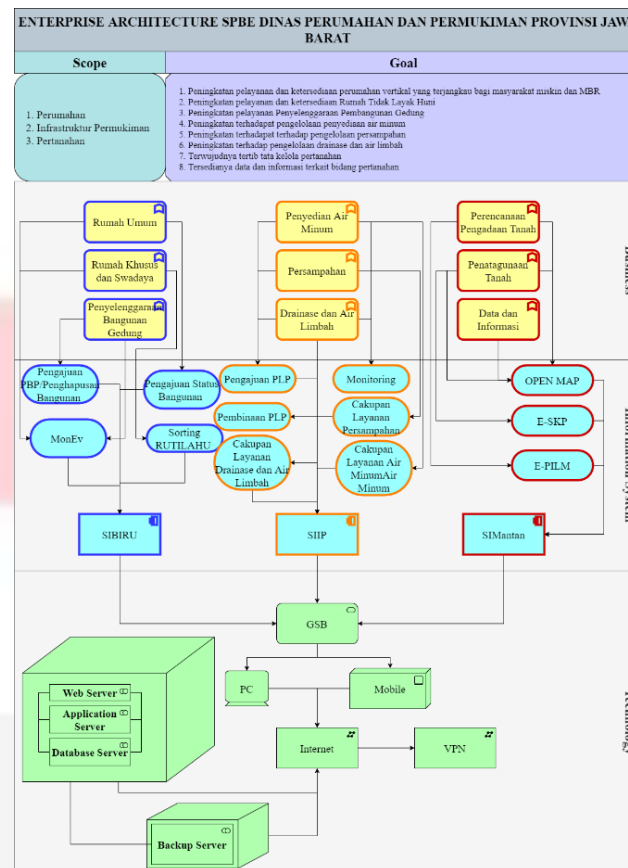 ENTERPRISE ARCHITECTURE SPBE DINAS PERUMAHAN DAN PERMUKIMAN PROVINSI JAWA
BARAT
Scope
Goal
1. Perumahan
2. Infrastruktur Permukiman
3. Pertanahan
1. Peningkatan pelayanan dan ketersediaan perumahan vertikal yang terjangkau bagi masyarakat miskin dan MBR
2. Peningkatan pelayanan dan ketersediaan Rumah Tidak Layak Huni
3. Peningkatan pelayanan Penyelenggaraan Pembangunan Gedung
4. Peningkatan terhadapat pengelolaan penyediaan air minum
5. Peningkatan terhadapat terhadap pengelolaan persampahan
6. Peningkatan terhadap pengelolaan drainase dan air limbah
7. Terwujudnya tertib tata kelola pertanahan
8. Tersedianya data dan informasi terkait bidang pertanahan
Rumah Umum
Rumah Khusus
dan Swadaya
Penyelenggaraan
Bangunan
Gedung
Penyedian Air
Minum
Persampahan
Drainase dan Air
Limbah
Perencanaan
Pengadaan Tanah
Penatagunaan
Tanah
Data dan
Informasi
Pengajuan
PBP/Penghapusan
Bangunan
Pengajuan Status
Bangunan
MonEv
Sorting
RUTILAHU
Pengajuan PLP
Monitoring
Pembinaan PLP
Cakupan
Layanan
Persampahan
Cakupan
Layanan
Drainase dan Air
Limbah
Cakupan
Layanan Air
MinumAir
Minum
OPEN MAP
E-SKP
E-PILM
SIBIRU
SIIP
SIMantan
GSB
PC
Mobile
Internet
VPN
Web Server
Application
Server
Database Server
Backup Server